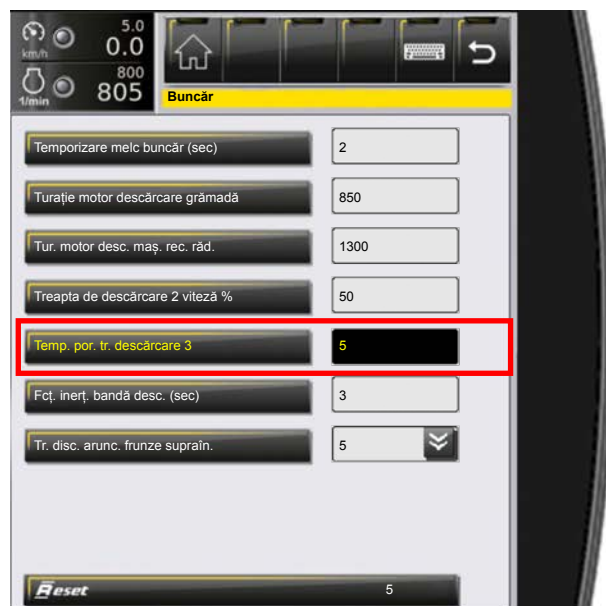 5.0
km/h 0.0
800
1/min 805
Buncăr
Temporizare melc buncăr (sec) 2
Turație motor descărcare grămadă 850
Tur. motor desc. maș. rec. răd. 1300
Treapta de descărcare 2 viteză % 50
Temp. por. tr. descărcare 3 5
Fcț. inerț. bandă desc. (sec) 3
Tr. disc. arunc. frunze supraîn. 5
Reset 5